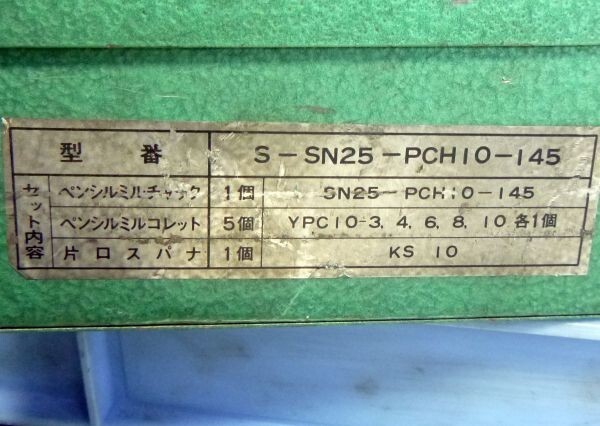 型番 S-SN25-PCH10-145
セット内容
ペンシルミルチャック 1個 SN25-PCH10-145
ペンシルミルコレット 5個 YPC10-3, 4, 6, 8, 10 各1個
片口スパナ 1個 KS 10